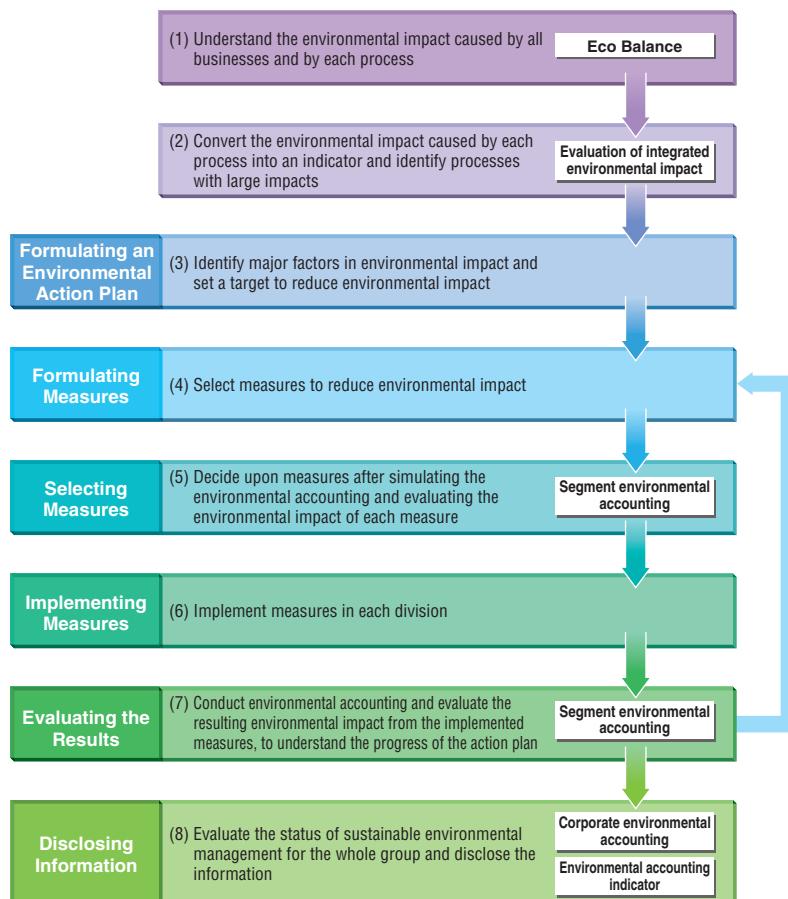 (1) Understand the environmental impact caused by all
businesses and by each process
Eco Balance
(2) Convert the environmental impact caused by each
process into an indicator and identify processes
with large impacts
Evaluation of integrated
environmental impact
Formulating an
Environmental
Action Plan
(3) Identify major factors in environmental impact and
set a target to reduce environmental impact
Formulating
Measures
(4) Select measures to reduce environmental impact
Selecting
Measures
(5) Decide upon measures after simulating the
environmental accounting and evaluating the
environmental impact of each measure
Segment environmental
accounting
Implementing
Measures
(6) Implement measures in each division
Evaluating the
Results
(7) Conduct environmental accounting and evaluate the
resulting environmental impact from the implemented
measures, to understand the progress of the action plan
Segment environmental
accounting
Disclosing
Information
(8) Evaluate the status of sustainable environmental
management for the whole group and disclose the
information
Corporate environmental
accounting
Environmental accounting
indicator